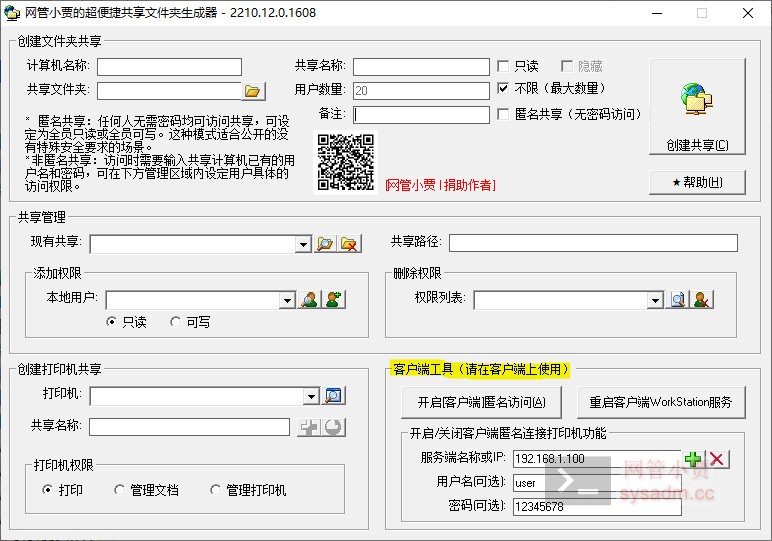 网管小贾的超便捷共享文件夹生成器 - 2210.12.0.1608
创建文件夹共享
计算机名称:
共享名称:
只读
隐藏
共享文件夹:
用户数量:
20
不限（最大数量）
备注:
匿名共享（无密码访问）
* 匿名共享：任何人无需密码均可访问共享，可设
定为全员只读或全员可写。这种模式适合公开的没
有特殊安全要求的场景。
*非匿名共享：访问时需要输入共享计算机已有的用
户名和密码，可在下方管理区域内设定用户具体的
访问权限。
[网管小贾 | 捐助作者]
创建共享(C)
★帮助(H)
共享管理
现有共享:
共享路径:
添加权限
本地用户:
只读
可写
删除权限
权限列表:
创建打印机共享
打印机:
共享名称:
打印机权限
打印
管理文档
管理打印机
客户端工具（请在客户端上使用）
开启[客户端]匿名访问(A)
重启客户端WorkStation服务
开启/关闭客户端匿名连接打印机功能
服务端名称或IP:
192.168.1.100
用户名(可选):
user
密码(可选):
12345678
网管小贾
sysadm.cc